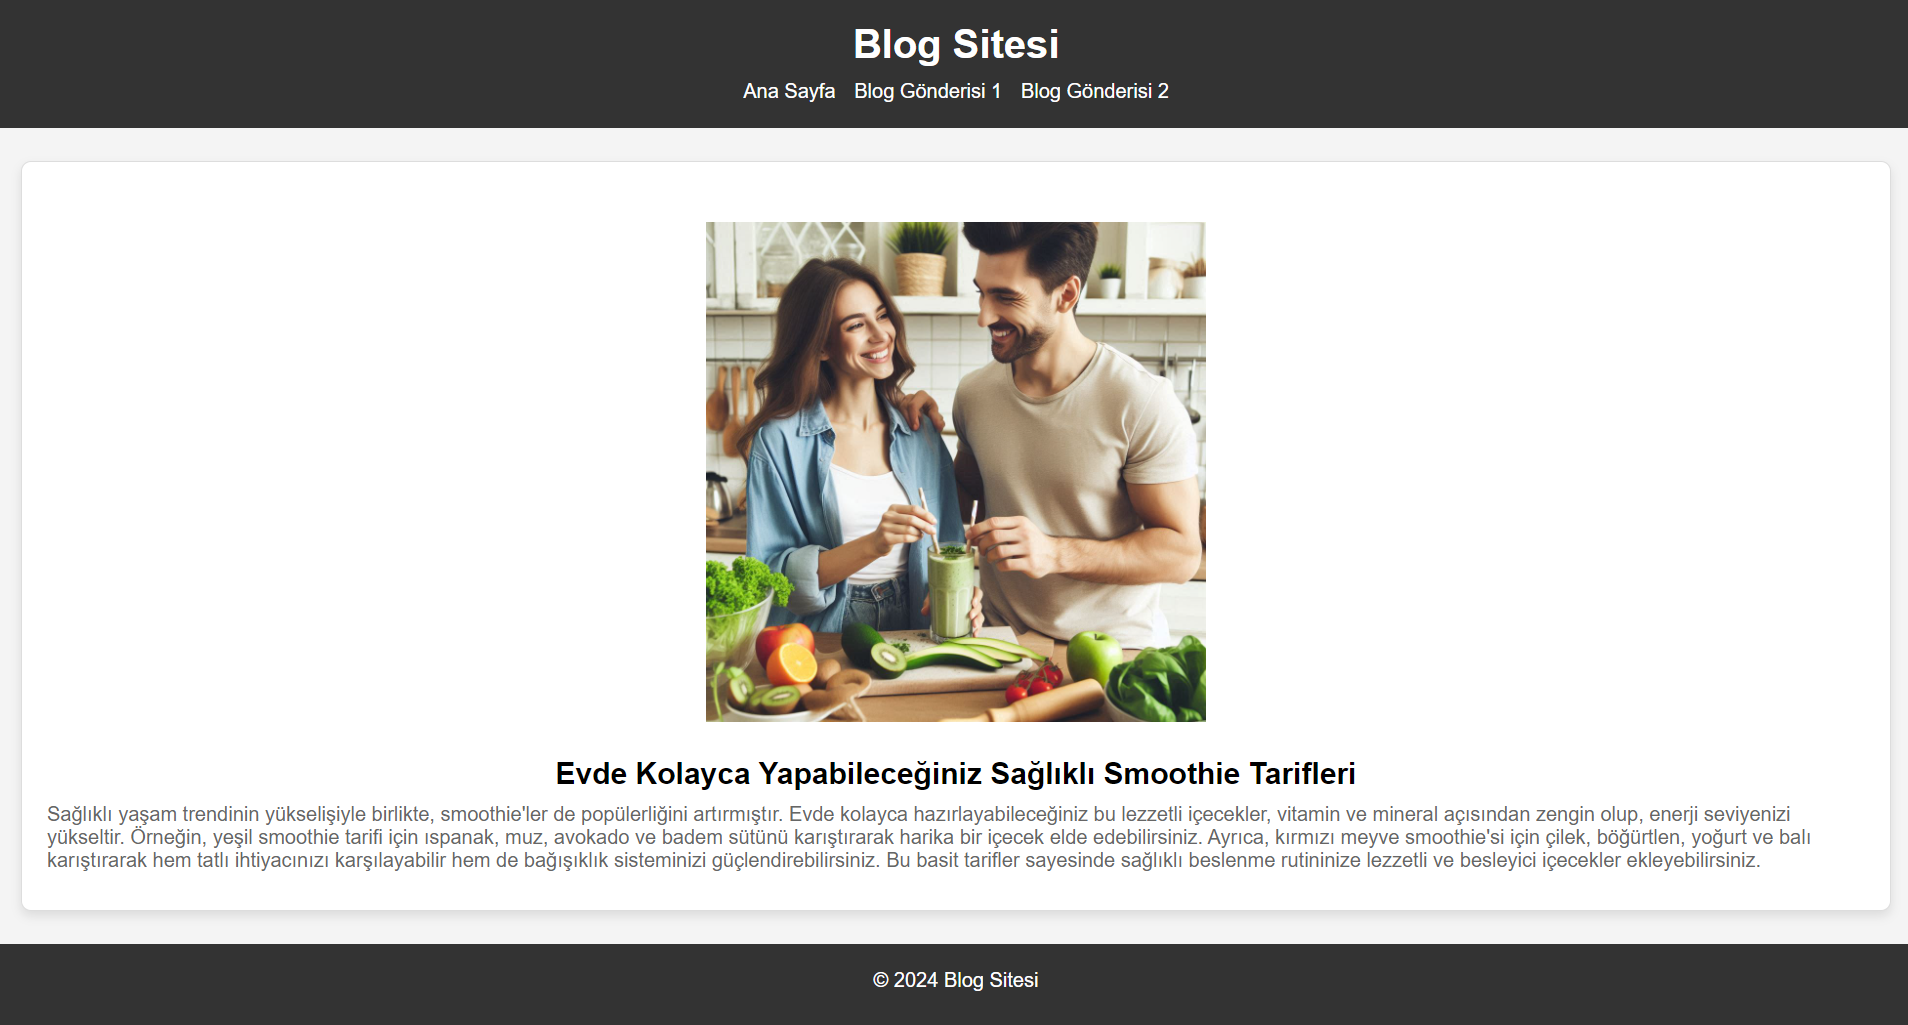 Blog Sitesi
Ana Sayfa Blog Gönderisi 1 Blog Gönderisi 2
Evde Kolayca Yapabileceğiniz Sağlıklı Smoothie Tarifleri
Sağlıklı yaşam trendinin yükselişiyle birlikte, smoothie'ler de popülerliğini artırmıştır. Evde kolayca hazırlayabileceğiniz bu lezzetli içecekler, vitamin ve mineral açısından zengin olup, enerji seviyenizi
yükseltir. Örneğin, yeşil smoothie tarifi için ıspanak, muz, avokado ve badem sütünü karıştırarak harika bir içecek elde edebilirsiniz. Ayrıca, kırmızı meyve smoothie'si için çilek, böğürtlen, yoğurt ve balı
karıştırarak hem tatlı ihtiyacınızı karşılayabilir hem de bağışıklık sisteminizi güçlendirebilirsiniz. Bu basit tarifler sayesinde sağlıklı beslenme rutininize lezzetli ve besleyici içecekler ekleyebilirsiniz.
© 2024 Blog Sitesi